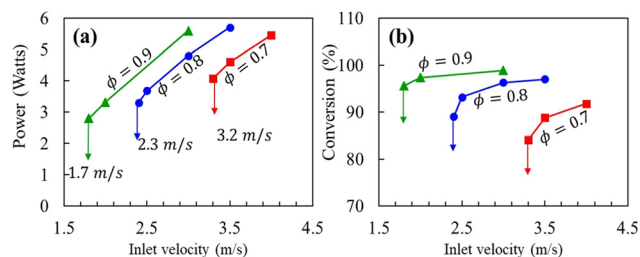 (a)
Power (Watts)
6
5
4
3
2
1
0
ϕ = 0.9
ϕ = 0.8
ϕ = 0.7
1.7 m/s
2.3 m/s
3.2 m/s
1.5 2.5 3.5 4.5
Inlet velocity (m/s)
(b)
Conversion (%)
110
100
90
80
70
ϕ = 0.9
ϕ = 0.8
ϕ = 0.7
1.5 2.5 3.5 4.5
Inlet velocity (m/s)